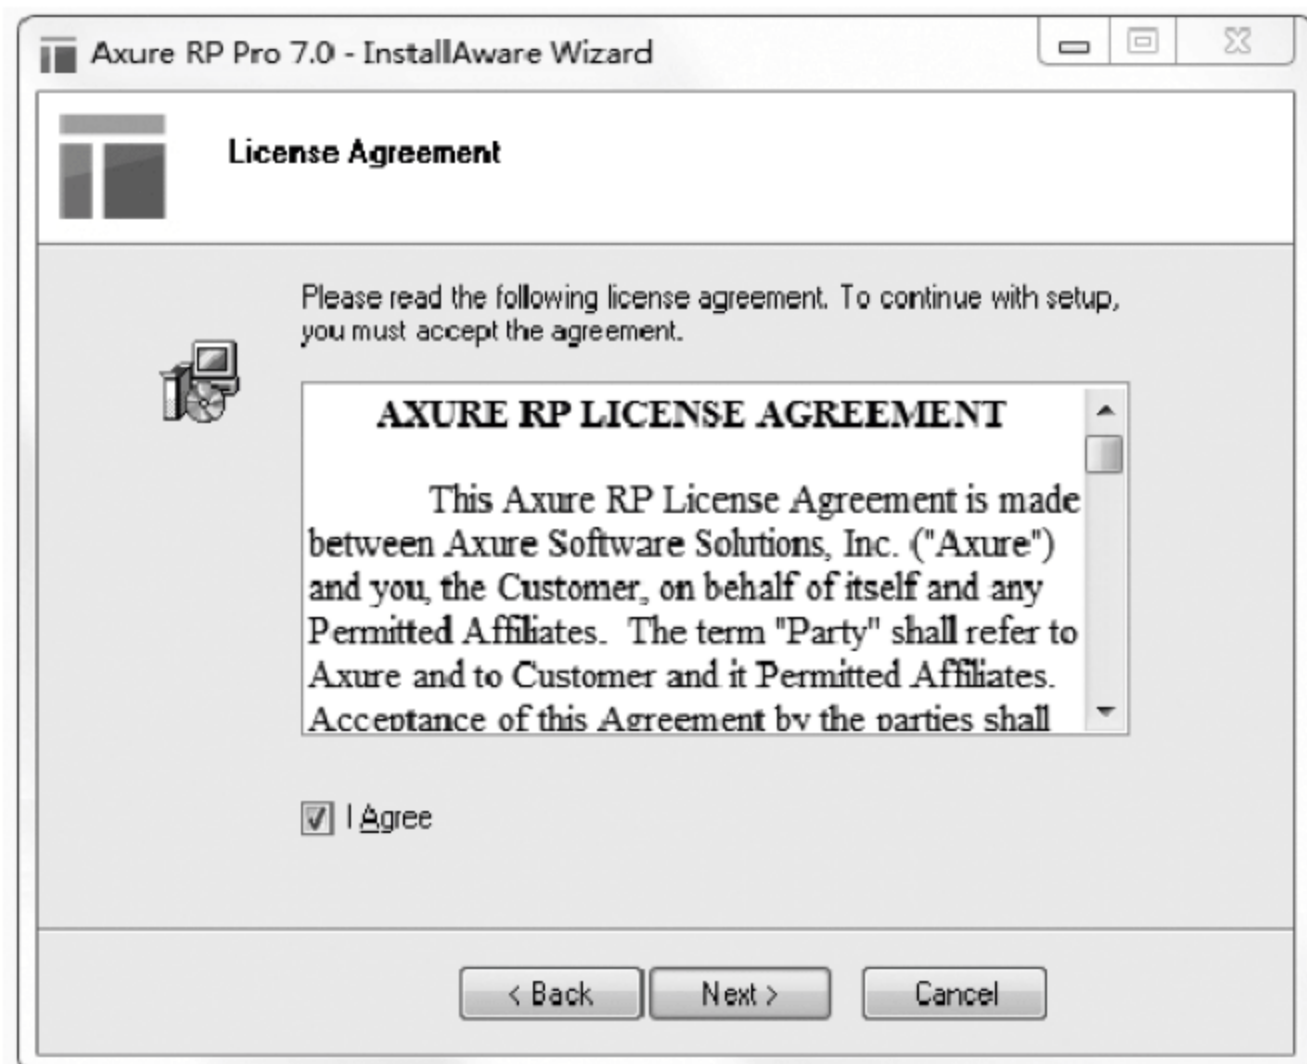 Axure RP Pro 7.0 - InstallAware Wizard
License Agreement
Please read the following license agreement. To continue with setup,
you must accept the agreement.
AXURE RP LICENSE AGREEMENT
This Axure RP License Agreement is made
between Axure Software Solutions, Inc. ("Axure")
and you, the Customer, on behalf of itself and any
Permitted Affiliates.  The term "Party" shall refer to
Axure and to Customer and it Permitted Affiliates.
Acceptance of this Agreement by the parties shall
I Agree
< Back
Next >
Cancel